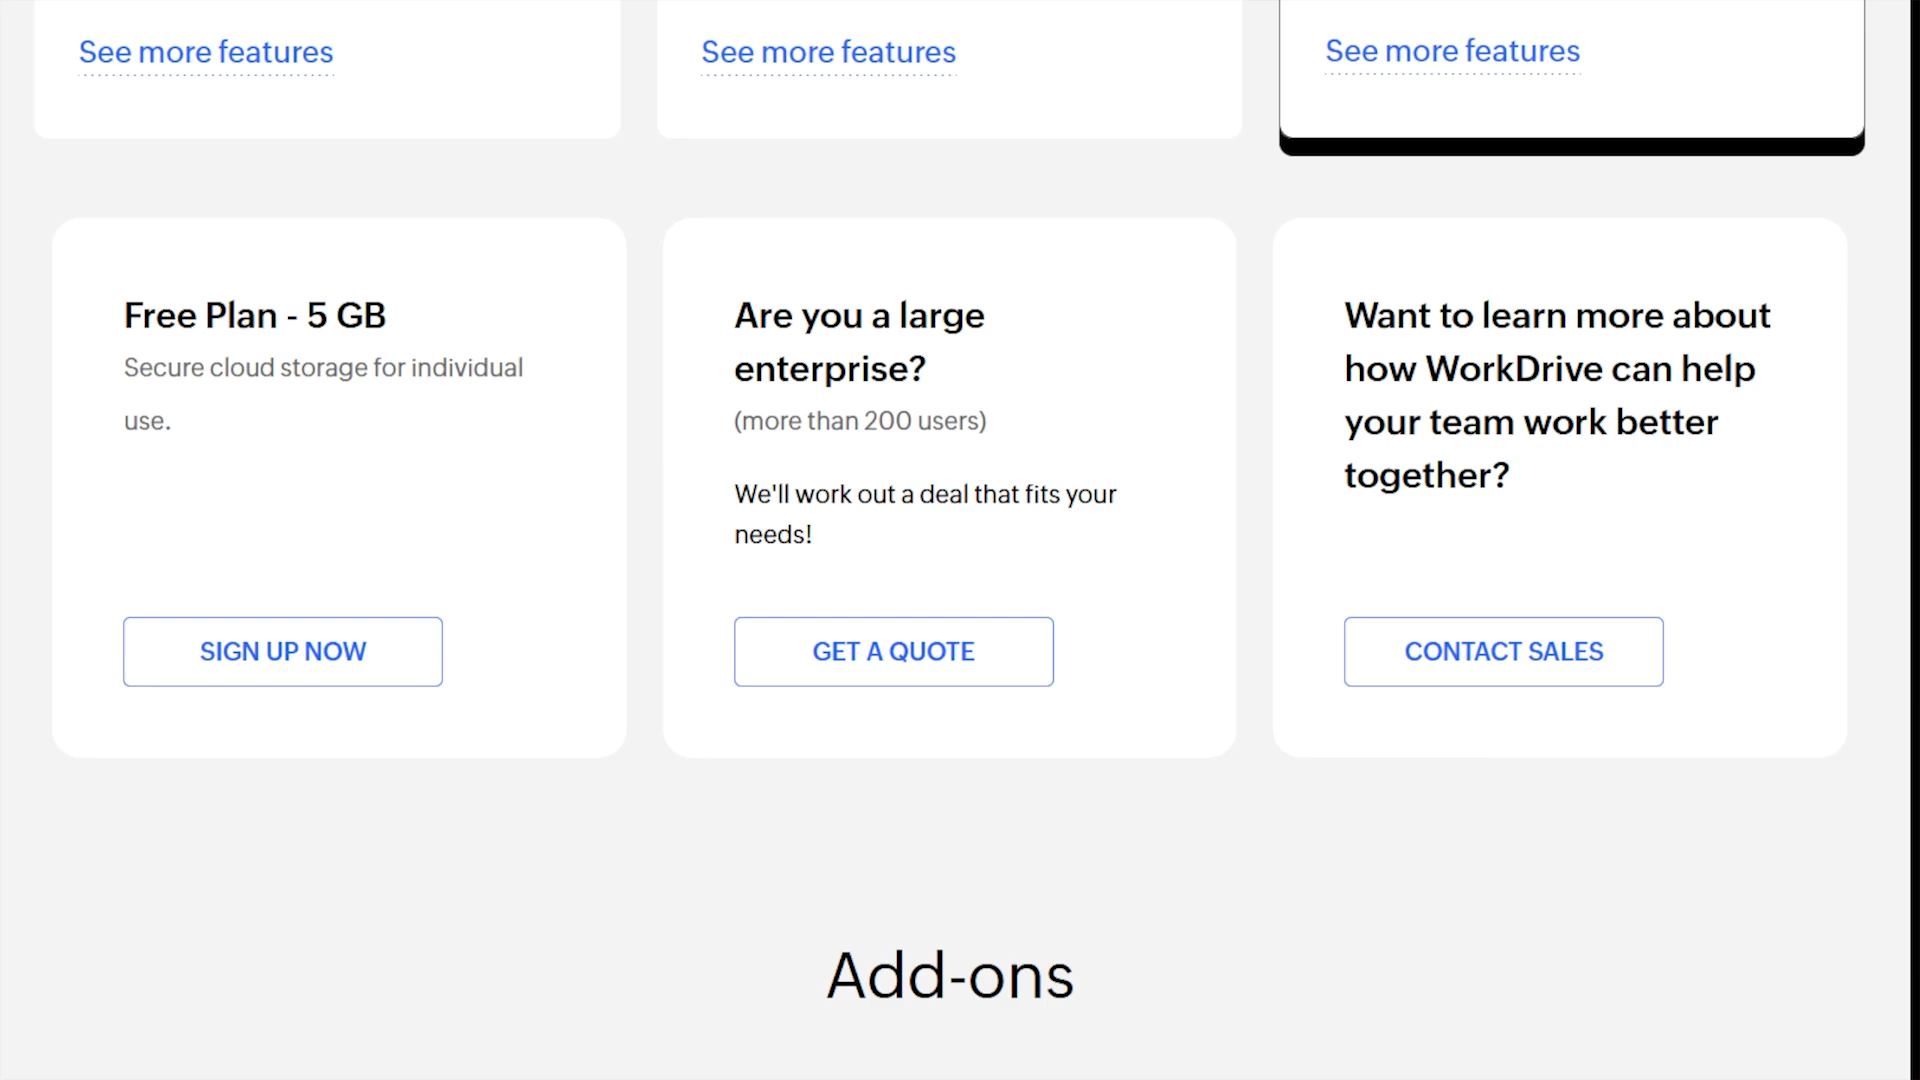 See more features
See more features
See more features
Free Plan - 5 GB
Secure cloud storage for individual
use.
SIGN UP NOW
Are you a large
enterprise?
(more than 200 users)
We'll work out a deal that fits your
needs!
GET A QUOTE
Want to learn more about
how WorkDrive can help
your team work better
together?
CONTACT SALES
Add-ons